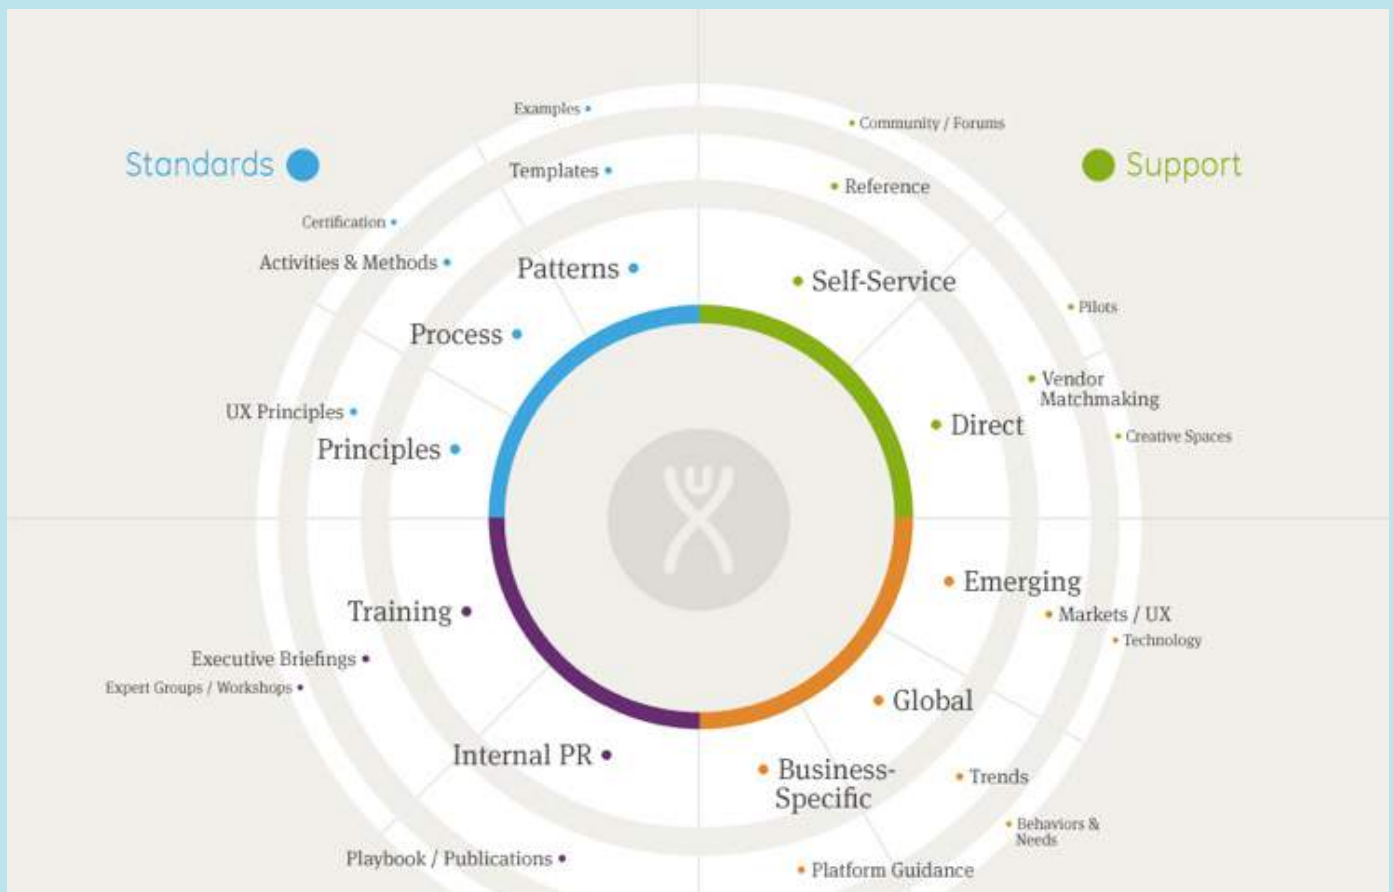 Examples
Community / Forums
Standards
Support
Templates
Reference
Certification
Activities & Methods
Patterns
Self-Service
Process
Pilots
UX Principles
Vendor
Matchmaking
Principles
Direct
Creative Spaces
Training
Emerging
Markets / UX
Technology
Executive Briefings
Expert Groups / Workshops
Global
Internal PR
Business-
Specific
Trends
Behaviors &
Needs
Playbook / Publications
Platform Guidance